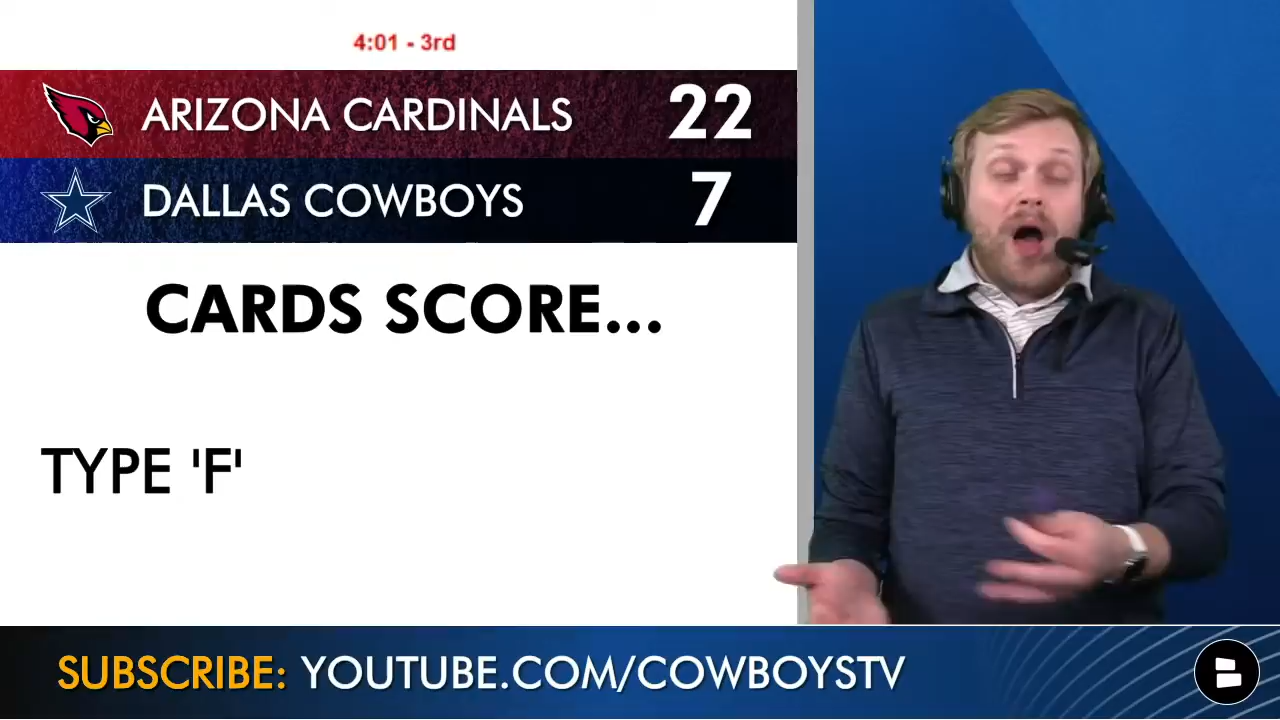 4:01 - 3rd
ARIZONA CARDINALS 22
DALLAS COWBOYS 7
CARDS SCORE...
TYPE 'F'
SUBSCRIBE: YOUTUBE.COM/COWBOYSTV